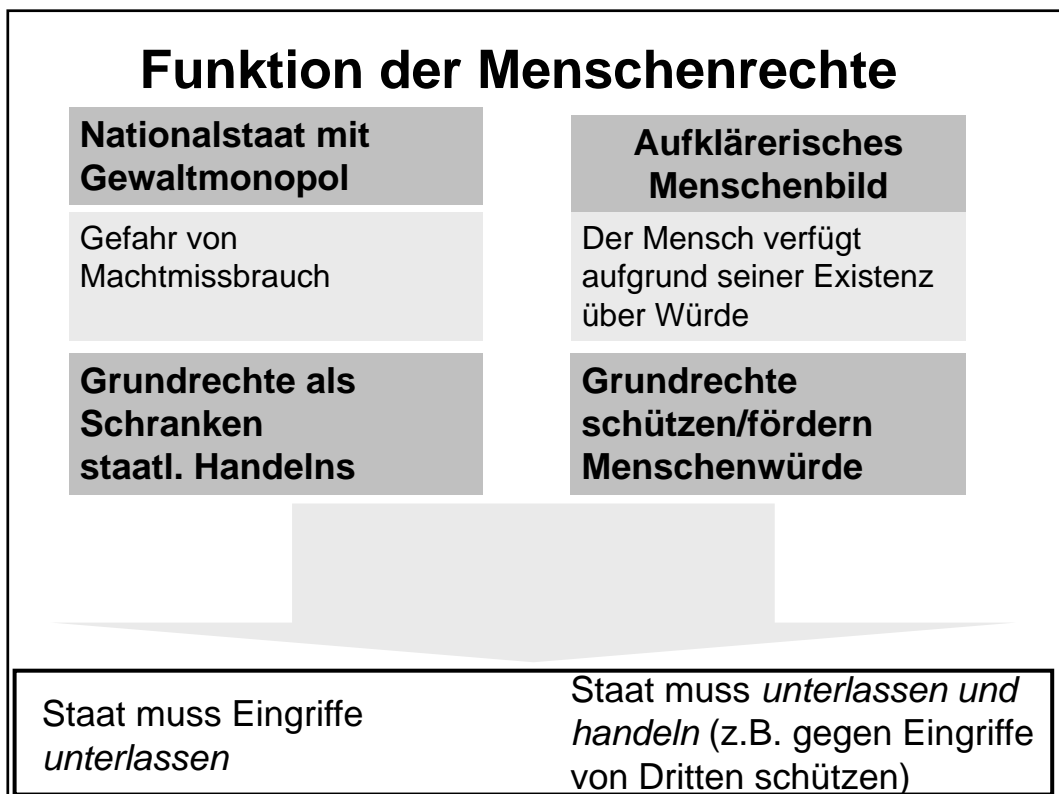 Funktion der Menschenrechte
Nationalstaat mit
Gewaltmonopol
Gefahr von
Machtmissbrauch
Grundrechte als
Schranken
staatl. Handelns
Aufklärerisches
Menschenbild
Der Mensch verfügt
aufgrund seiner Existenz
über Würde
Grundrechte
schützen/fördern
Menschenwürde
Staat muss Eingriffe
unterlassen
Staat muss unterlassen und
handeln (z.B. gegen Eingriffe
von Dritten schützen)